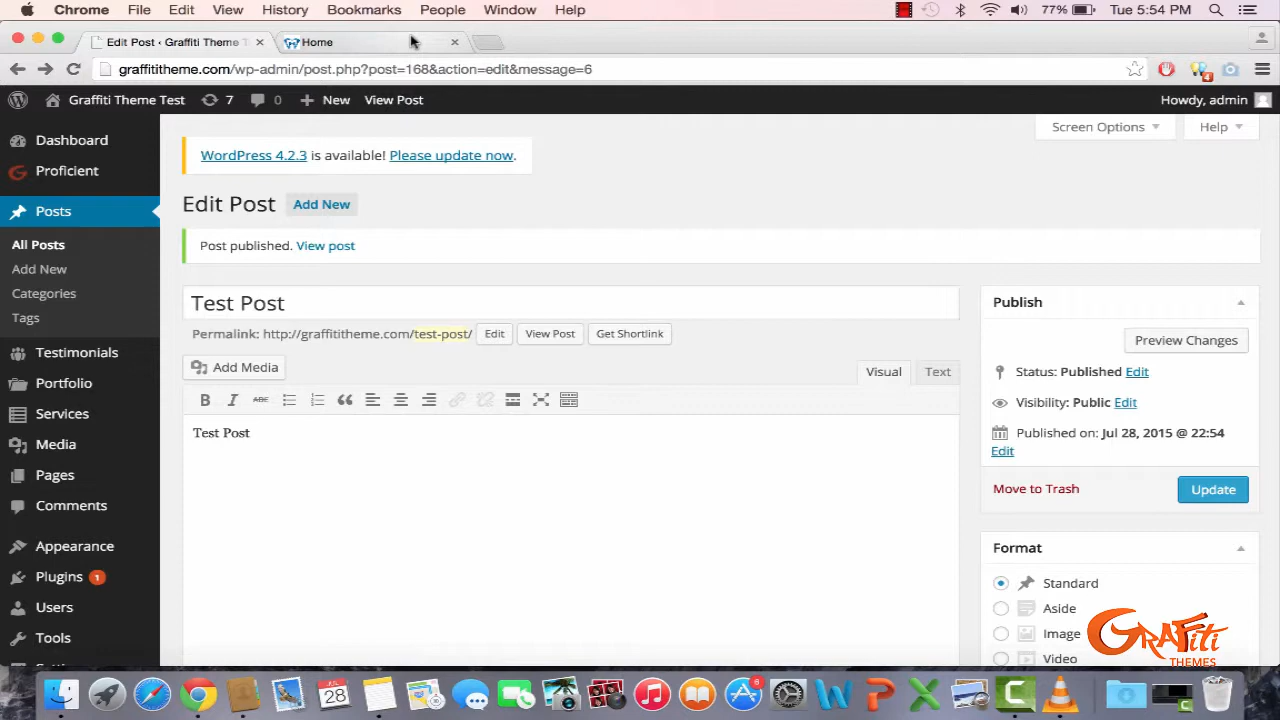 Chrome File Edit View History Bookmarks People Window Help 77% Tue 5:54 PM
Edit Post ‹ Graffiti Theme T Home
graffititheme.com/wp-admin/post.php?post=168&action=edit&message=6 4
Graffiti Theme Test 7 0 New View Post Howdy, admin
Screen Options Help
Dashboard
Proficient
Posts
All Posts
Add New
Categories
Tags
Testimonials
Portfolio
Services
Media
Pages
Comments
Appearance
Plugins 1
Users
Tools
WordPress 4.2.3 is available! Please update now.
Edit Post Add New
Post published. View post
Test Post
Permalink: http://graffititheme.com/test-post/ Edit View Post Get Shortlink
Add Media Visual Text
B I ABC
Test Post
Publish
Preview Changes
Status: Published Edit
Visibility: Public Edit
Published on: Jul 28, 2015 @ 22:54
Edit
Move to Trash Update
Format
Standard
Aside
Image
Video
GRAFFITI
THEMES
28 6